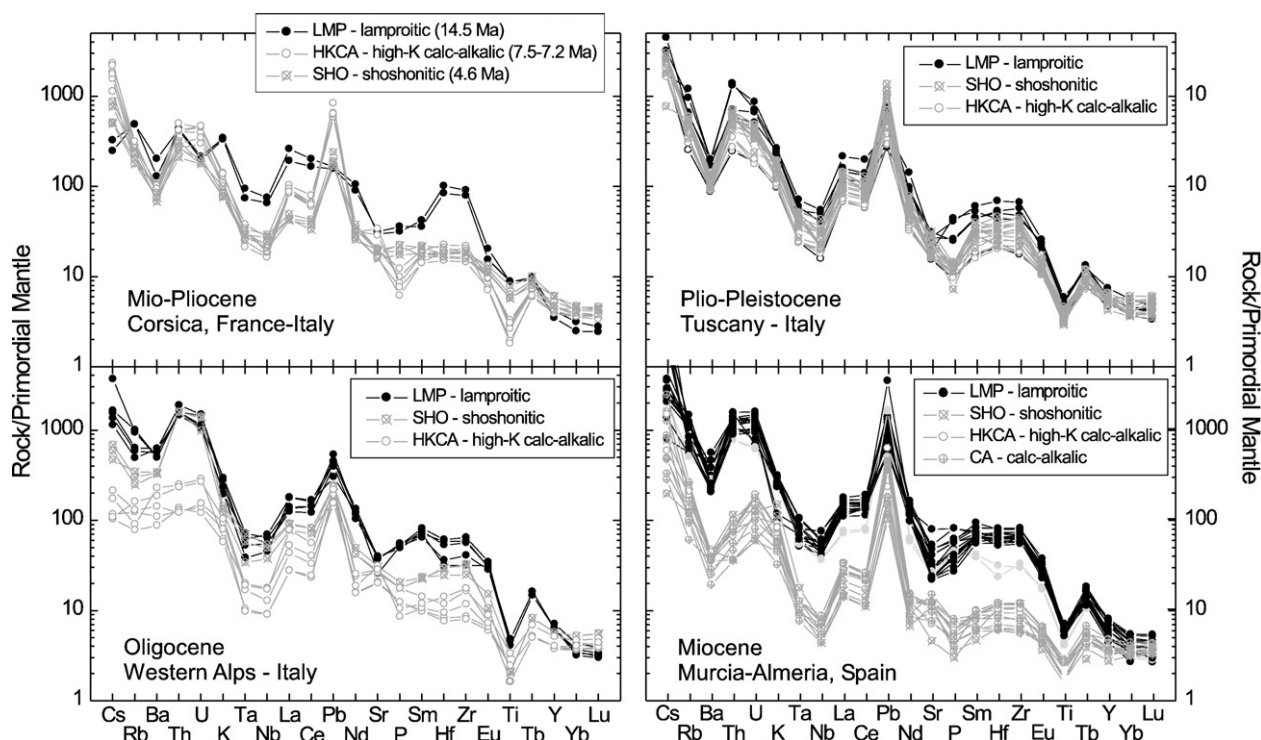 LMP - lamproitic (14.5 Ma)
HKCA - high-K calc-alkalic (7.5-7.2 Ma)
SHO - shoshonitic (4.6 Ma)
1000
100
10
1
Mio-Pliocene
Corsica, France-Italy
LMP - lamproitic
SHO - shoshonitic
HKCA - high-K calc-alkalic
10
10
10
1
Plio-Pleistocene
Tuscany - Italy
Rock/Primordial Mantle
Rock/Primordial Mantle
LMP - lamproitic
SHO - shoshonitic
HKCA - high-K calc-alkalic
1000
100
10
1
Oligocene
Western Alps - Italy
LMP - lamproitic
SHO - shoshonitic
HKCA - high-K calc-alkalic
CA - calc-alkalic
1000
100
10
1
Miocene
Murcia-Almeria, Spain
Cs Ba U Ta La Pb Sr Sm Zr Ti Y Lu
Rb Th K Nb Ce Nd P Hf Eu Tb Yb
Cs Ba U Ta La Pb Sr Sm Zr Ti Y Lu
Rb Th K Nb Ce Nd P Hf Eu Tb Yb